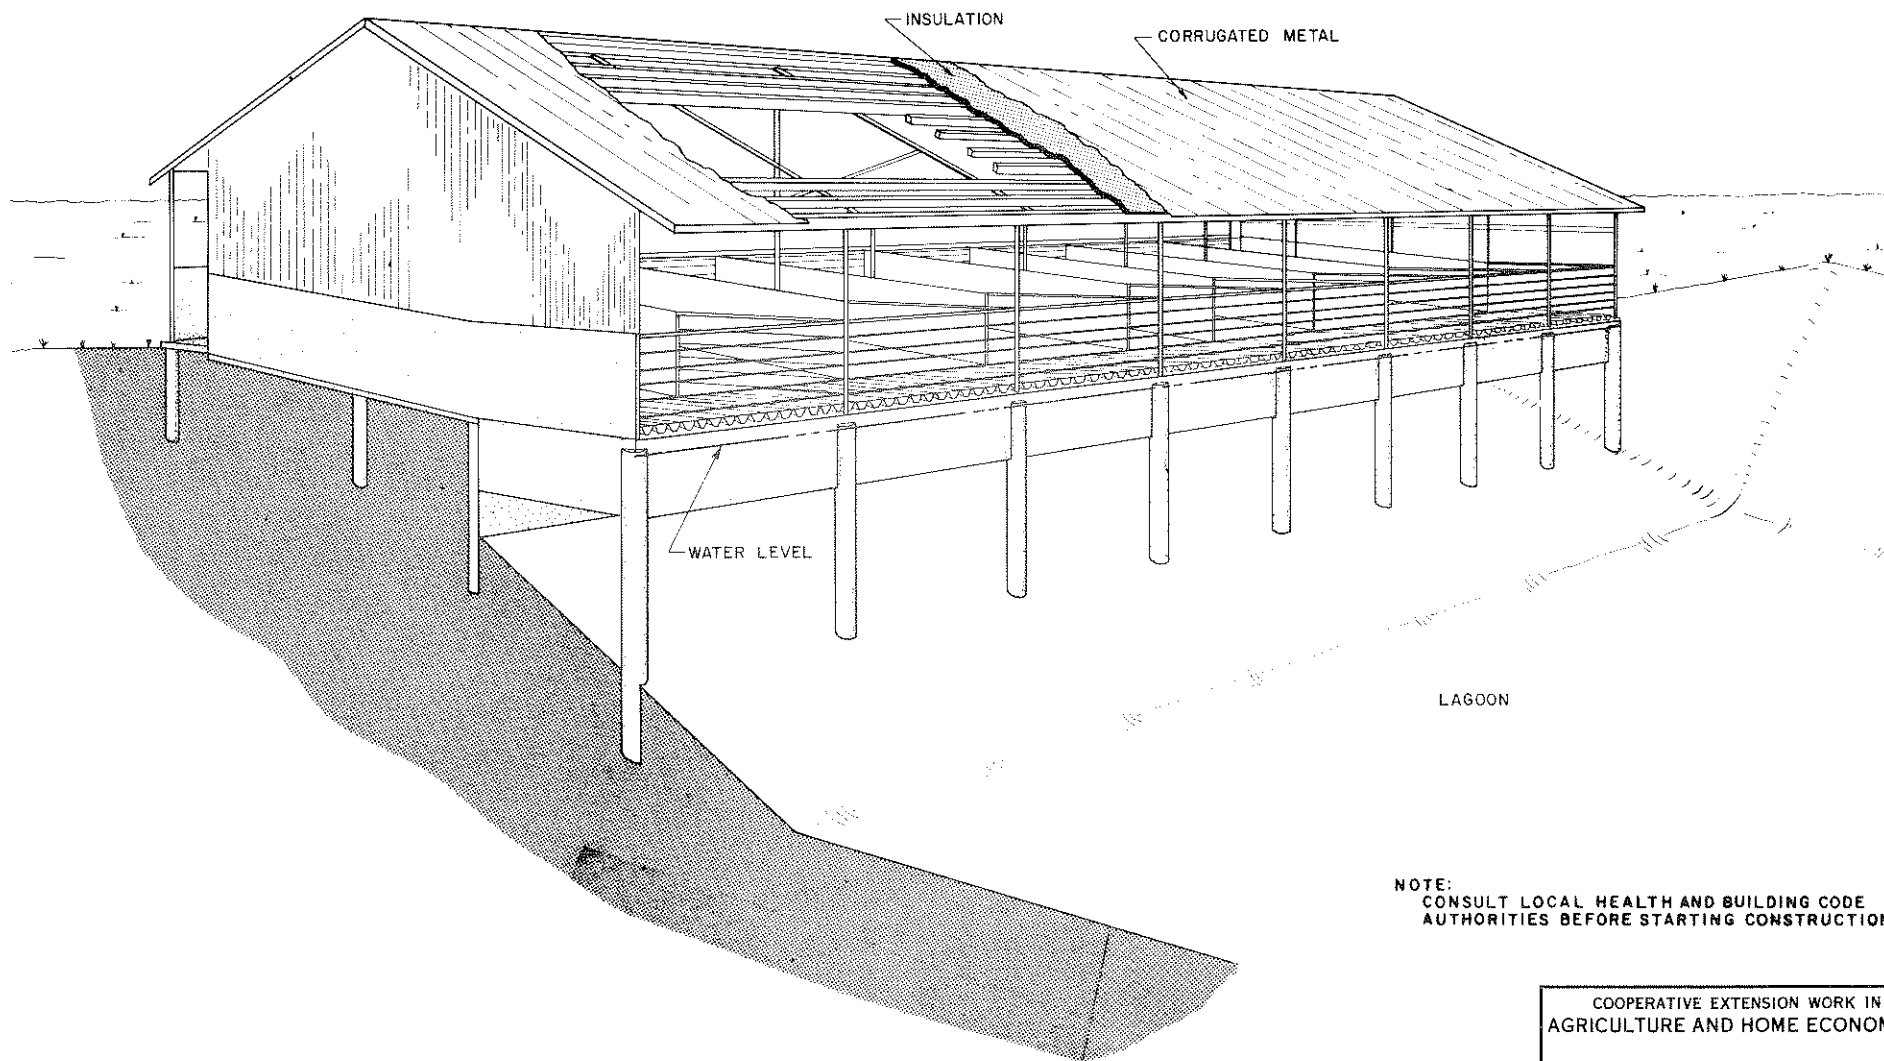 INSULATION
CORRUGATED METAL
WATER LEVEL
LAGOON
NOTE:
CONSULT LOCAL HEALTH AND BUILDING CODE
AUTHORITIES BEFORE STARTING CONSTRUCTION
COOPERATIVE EXTENSION WORK IN
AGRICULTURE AND HOME ECONOM